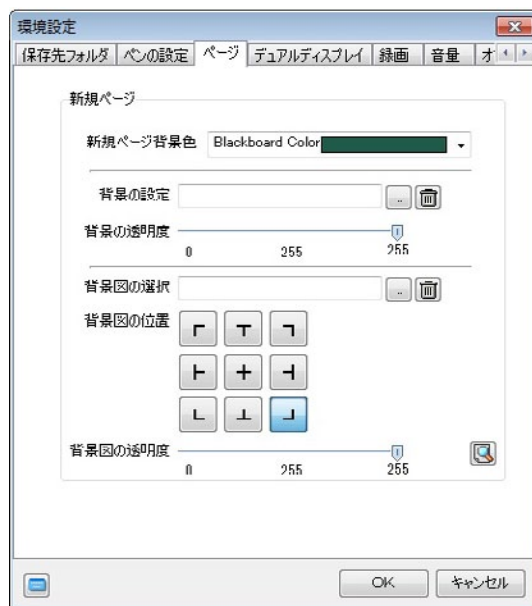 環境設定
保存先フォルダ ペンの設定 ページ デュアルディスプレイ 録画 音量 オ
新規ページ
新規ページ背景色 Blackboard Color
背景の設定 ..
背景の透明度
0 255 255
背景図の選択 ..
背景図の位置
背景図の透明度
0 255 255
OK キャンセル